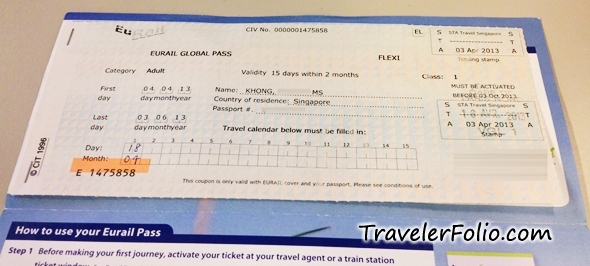 EuRail
CIV No. 0000001475858
EL
S STA Travel Singapore S
T T
A 03 Apr 2013 A
Issuing stamp
EURAIL GLOBAL PASS
FLEXI
Category Adult
Validity 15 days within 2 months
Class: 1
MUST BE ACTIVATED
BEFORE 03 Oct 2013
First day
04 04 13
day month year
Name: KHONG, MS
Country of residence: Singapore
Passport #:
S STA Travel Singapore S
T T
A 03 Apr 2013 A
Stamp
Last day
03 06 13
day month year
Travel calendar below must be filled in:
1 2 3 4 5 6 7 8 9 10 11 12 13 14 15
Day: 18
Month: 04
E 1475858
© CIT 1996
This coupon is only valid with EURAIL cover and your passport. Please see conditions of use.
TravelerFolio.com
How to use your Eurail Pass
Step 1 Before making your first journey, activate your ticket at your travel agent or a train station